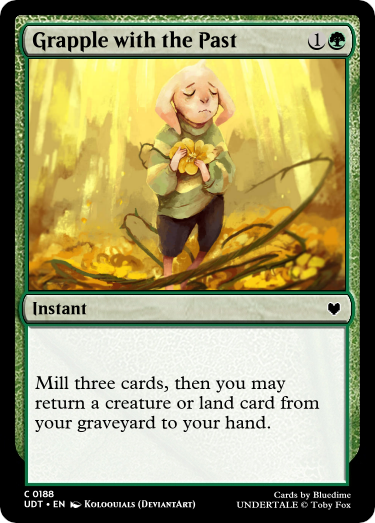 Grapple with the Past 1
Instant
Mill three cards, then you may
return a creature or land card from
your graveyard to your hand.
C 0188
Cards by Bluedime
UDT • EN Koloquials (DeviantArt)
UNDERTALE © Toby Fox